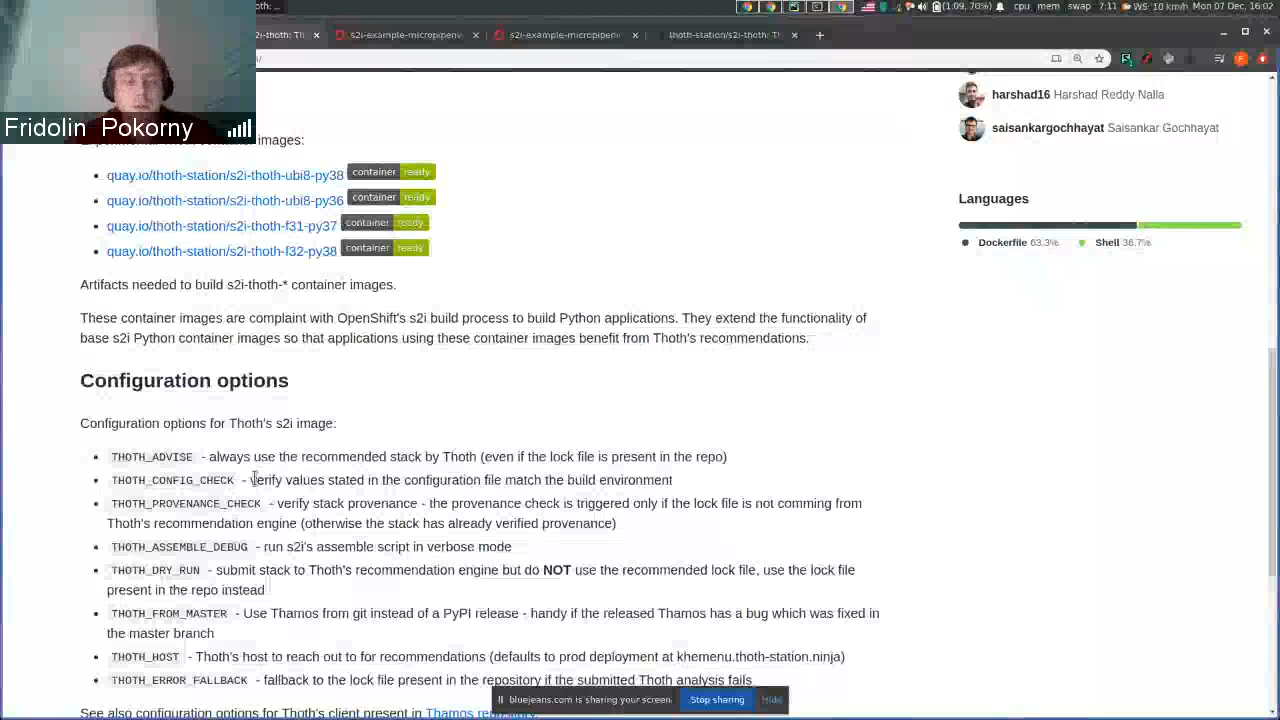 -thoth: T
s2i-example-micropipenv
s2i-example-micropipenv
thoth-station/s2i-thoth: Th
(1:09, 70%)
cpu mem swap
7:11
WS: 10 km/h
Mon 07 Dec, 16:02
Fridolin Pokorny
harshad16 Harshad Reddy Nalla
saisankargochhayat Saisankar Gochhayat
images:
quay.io/thoth-station/s2i-thoth-ubi8-py38 container ready
quay.io/thoth-station/s2i-thoth-ubi8-py36 container ready
quay.io/thoth-station/s2i-thoth-f31-py37 container ready
quay.io/thoth-station/s2i-thoth-f32-py38 container ready
Languages
Dockerfile 63.3% Shell 36.7%
Artifacts needed to build s2i-thoth-* container images.
These container images are complaint with OpenShift's s2i build process to build Python applications. They extend the functionality of
base s2i Python container images so that applications using these container images benefit from Thoth's recommendations.
Configuration options
Configuration options for Thoth's s2i image:
THOTH_ADVISE - always use the recommended stack by Thoth (even if the lock file is present in the repo)
THOTH_CONFIG_CHECK - verify values stated in the configuration file match the build environment
THOTH_PROVENANCE_CHECK - verify stack provenance - the provenance check is triggered only if the lock file is not comming from
Thoth's recommendation engine (otherwise the stack has already verified provenance)
THOTH_ASSEMBLE_DEBUG - run s2i's assemble script in verbose mode
THOTH_DRY_RUN - submit stack to Thoth's recommendation engine but do NOT use the recommended lock file, use the lock file
present in the repo instead
THOTH_FROM_MASTER - Use Thamos from git instead of a PyPI release - handy if the released Thamos has a bug which was fixed in
the master branch
THOTH_HOST - Thoth's host to reach out to for recommendations (defaults to prod deployment at khemenu.thoth-station.ninja)
THOTH_ERROR_FALLBACK - fallback to the lock file present in the repository if the submitted Thoth analysis fails
bluejeans.com is sharing your screen. Stop sharing Hide
See also configuration options for Thoth's client present in Thamos repository.